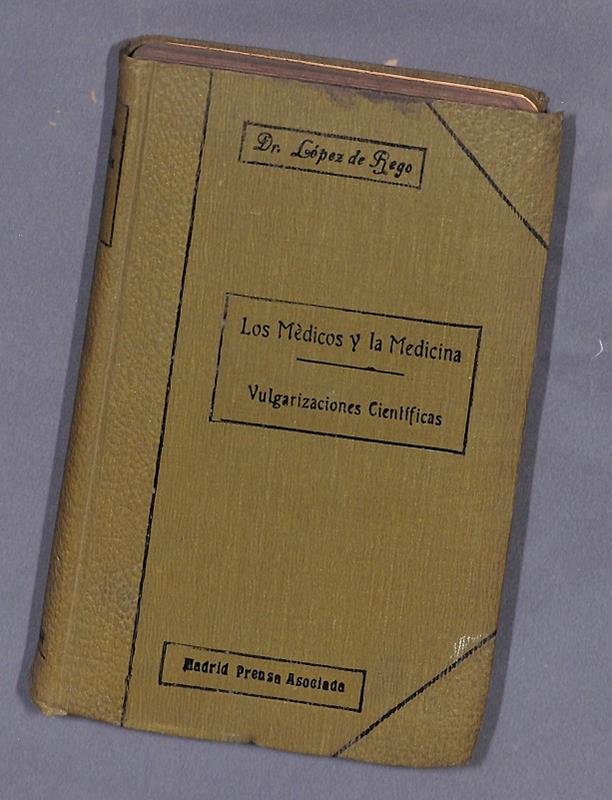 Dr. López de Rego
Los Mèdicos y la Medicina
Vulgarizaciones Científicas
Madrid Prensa Asociada